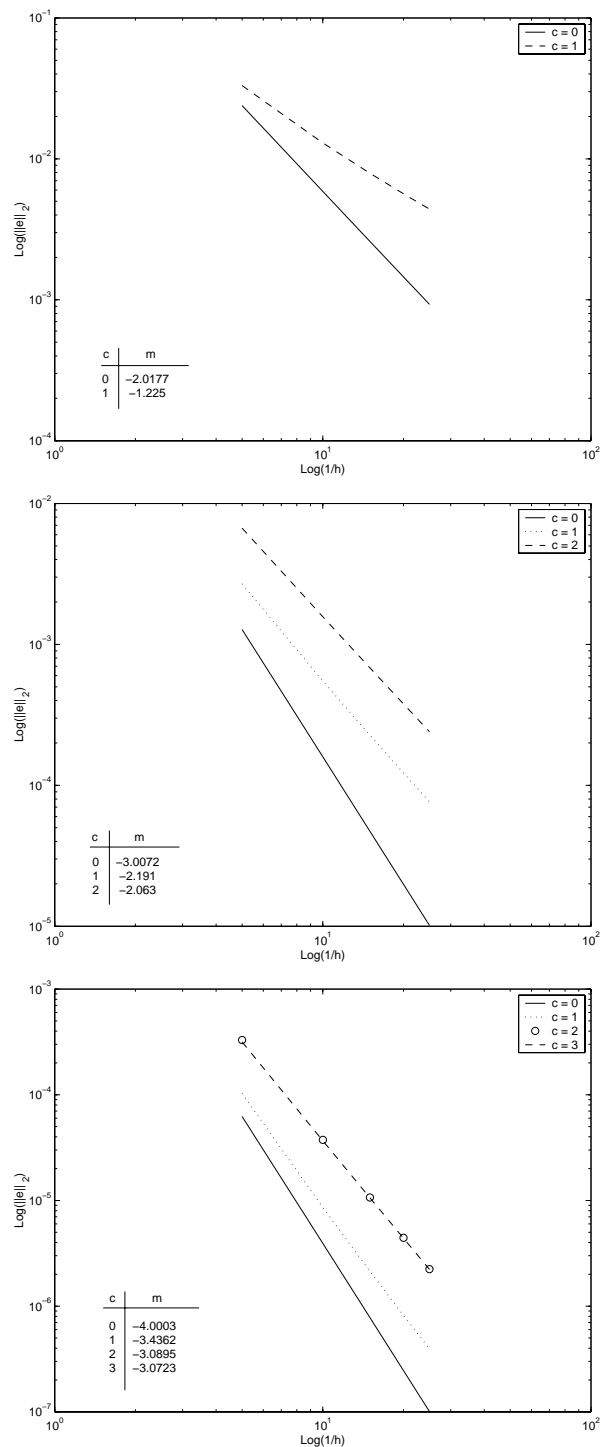 10^-1
c = 0
c = 1
10^-2
Log(||e||_2)
10^-3
c m
0 −2.0177
1 −1.225
10^-4
10^0 10^1 10^2
Log(1/h)
10^-2
c = 0
c = 1
c = 2
10^-3
Log(||e||_2)
10^-4
c m
0 −3.0072
1 −2.191
2 −2.063
10^-5
10^0 10^1 10^2
Log(1/h)
10^-3
c = 0
c = 1
c = 2
c = 3
10^-4
Log(||e||_2)
10^-5
10^-6
c m
0 −4.0003
1 −3.4362
2 −3.0895
3 −3.0723
10^-7
10^0 10^1 10^2
Log(1/h)